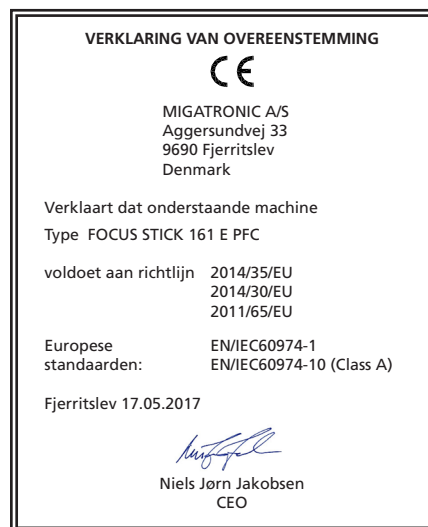 VERKLARING VAN OVEREENSTEMMING
CE
MIGATRONIC A/S
Aggersundvej 33
9690 Fjerritslev
Denmark
Verklaart dat onderstaande machine
Type FOCUS STICK 161 E PFC
voldoet aan richtlijn 2014/35/EU
2014/30/EU
2011/65/EU
Europese EN/IEC60974-1
standaarden: EN/IEC60974-10 (Class A)
Fjerritslev 17.05.2017
Niels Jørn Jakobsen
CEO